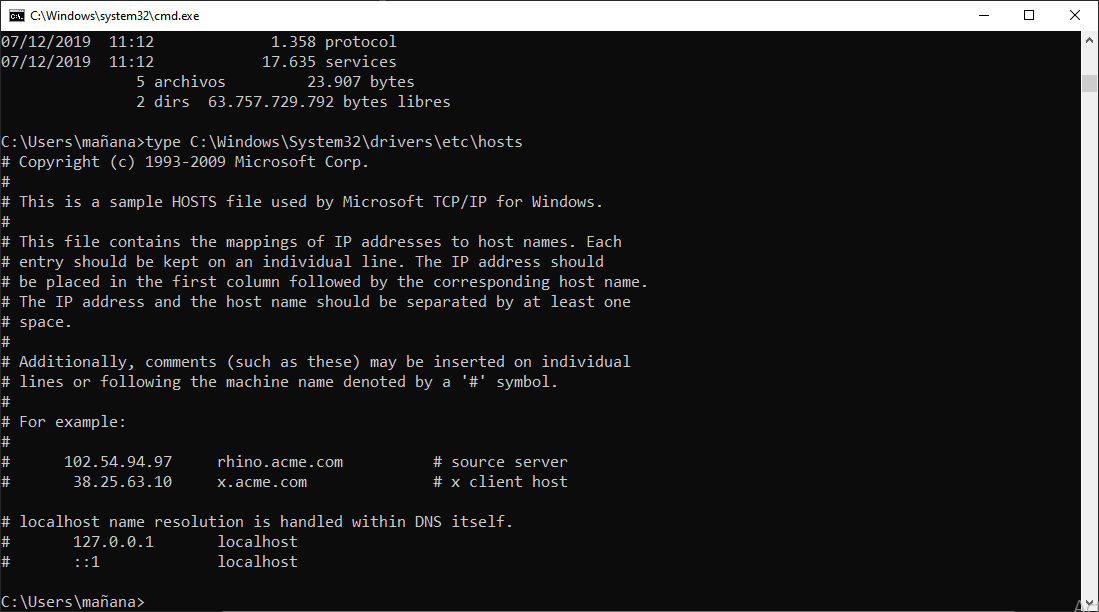 C:\Windows\system32\cmd.exe
07/12/2019  11:12             1.358 protocol
07/12/2019  11:12            17.635 services
               5 archivos         23.907 bytes
               2 dirs  63.757.729.792 bytes libres
C:\Users\mañana>type C:\Windows\System32\drivers\etc\hosts
# Copyright (c) 1993-2009 Microsoft Corp.
#
# This is a sample HOSTS file used by Microsoft TCP/IP for Windows.
#
# This file contains the mappings of IP addresses to host names. Each
# entry should be kept on an individual line. The IP address should
# be placed in the first column followed by the corresponding host name.
# The IP address and the host name should be separated by at least one
# space.
#
# Additionally, comments (such as these) may be inserted on individual
# lines or following the machine name denoted by a '#' symbol.
#
# For example:
#
#      102.54.94.97     rhino.acme.com          # source server
#       38.25.63.10     x.acme.com              # x client host
# localhost name resolution is handled within DNS itself.
#       127.0.0.1       localhost
#       ::1             localhost
C:\Users\mañana>